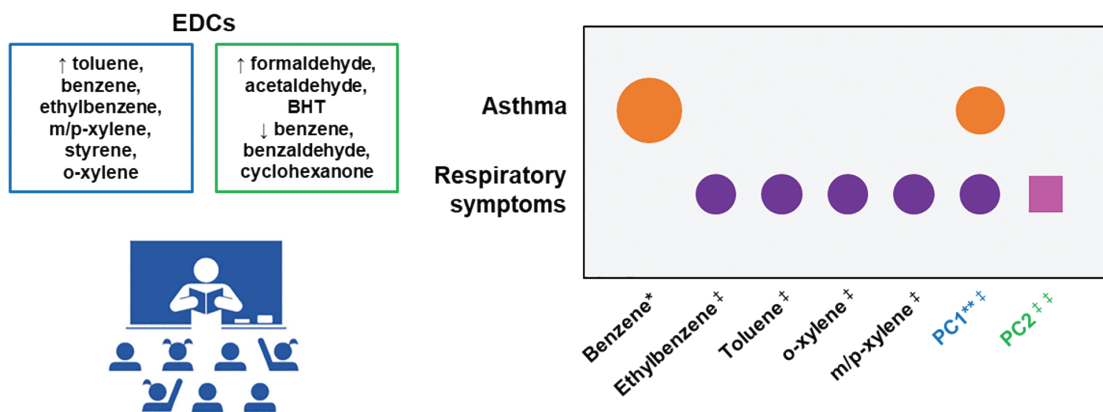 EDCs
↑ toluene,
benzene,
ethylbenzene,
m/p-xylene,
styrene,
o-xylene
↑ formaldehyde,
acetaldehyde,
BHT
↓ benzene,
benzaldehyde,
cyclohexanone
Asthma
Respiratory
symptoms
Benzene*
Ethylbenzene‡
Toluene‡
o-xylene‡
m/p-xylene‡
PC1**‡
PC2‡‡